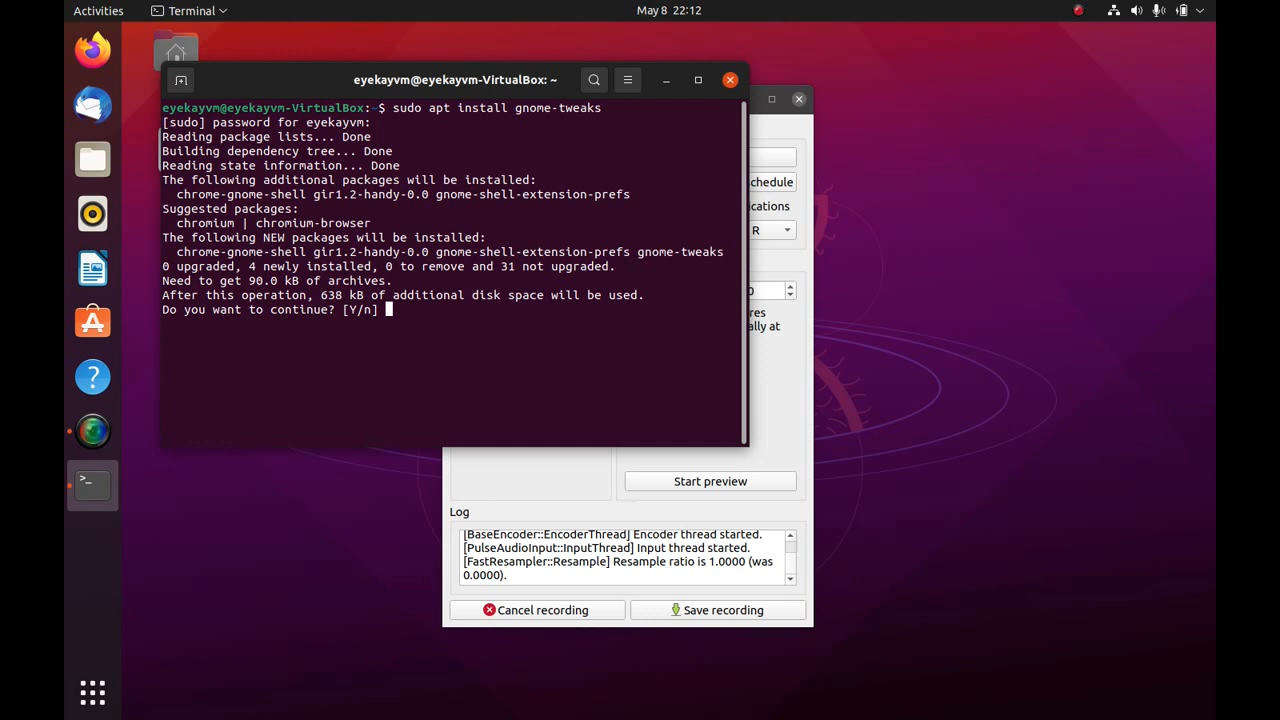 Activities
Terminal
May 8 22:12
eyekayvm@eyekayvm-VirtualBox: ~
eyekayvm@eyekayvm-VirtualBox:~$ sudo apt install gnome-tweaks
[sudo] password for eyekayvm:
Reading package lists... Done
Building dependency tree... Done
Reading state information... Done
The following additional packages will be installed:
chrome-gnome-shell gir1.2-handy-0.0 gnome-shell-extension-prefs
Suggested packages:
chromium | chromium-browser
The following NEW packages will be installed:
chrome-gnome-shell gir1.2-handy-0.0 gnome-shell-extension-prefs gnome-tweaks
0 upgraded, 4 newly installed, 0 to remove and 31 not upgraded.
Need to get 90.0 kB of archives.
After this operation, 638 kB of additional disk space will be used.
Do you want to continue? [Y/n]
chedule
ications
R
0
res
ally at
Start preview
Log
[BaseEncoder::EncoderThread] Encoder thread started.
[PulseAudioInput::InputThread] Input thread started.
[FastResampler::Resample] Resample ratio is 1.0000 (was
0.0000).
Cancel recording
Save recording